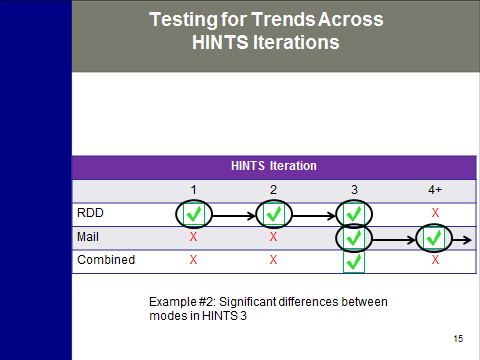 Testing for Trends Across
HINTS Iterations
HINTS Iteration
1 2 3 4+
RDD X
Mail X X
Combined X X X
Example #2: Significant differences between
modes in HINTS 3
15